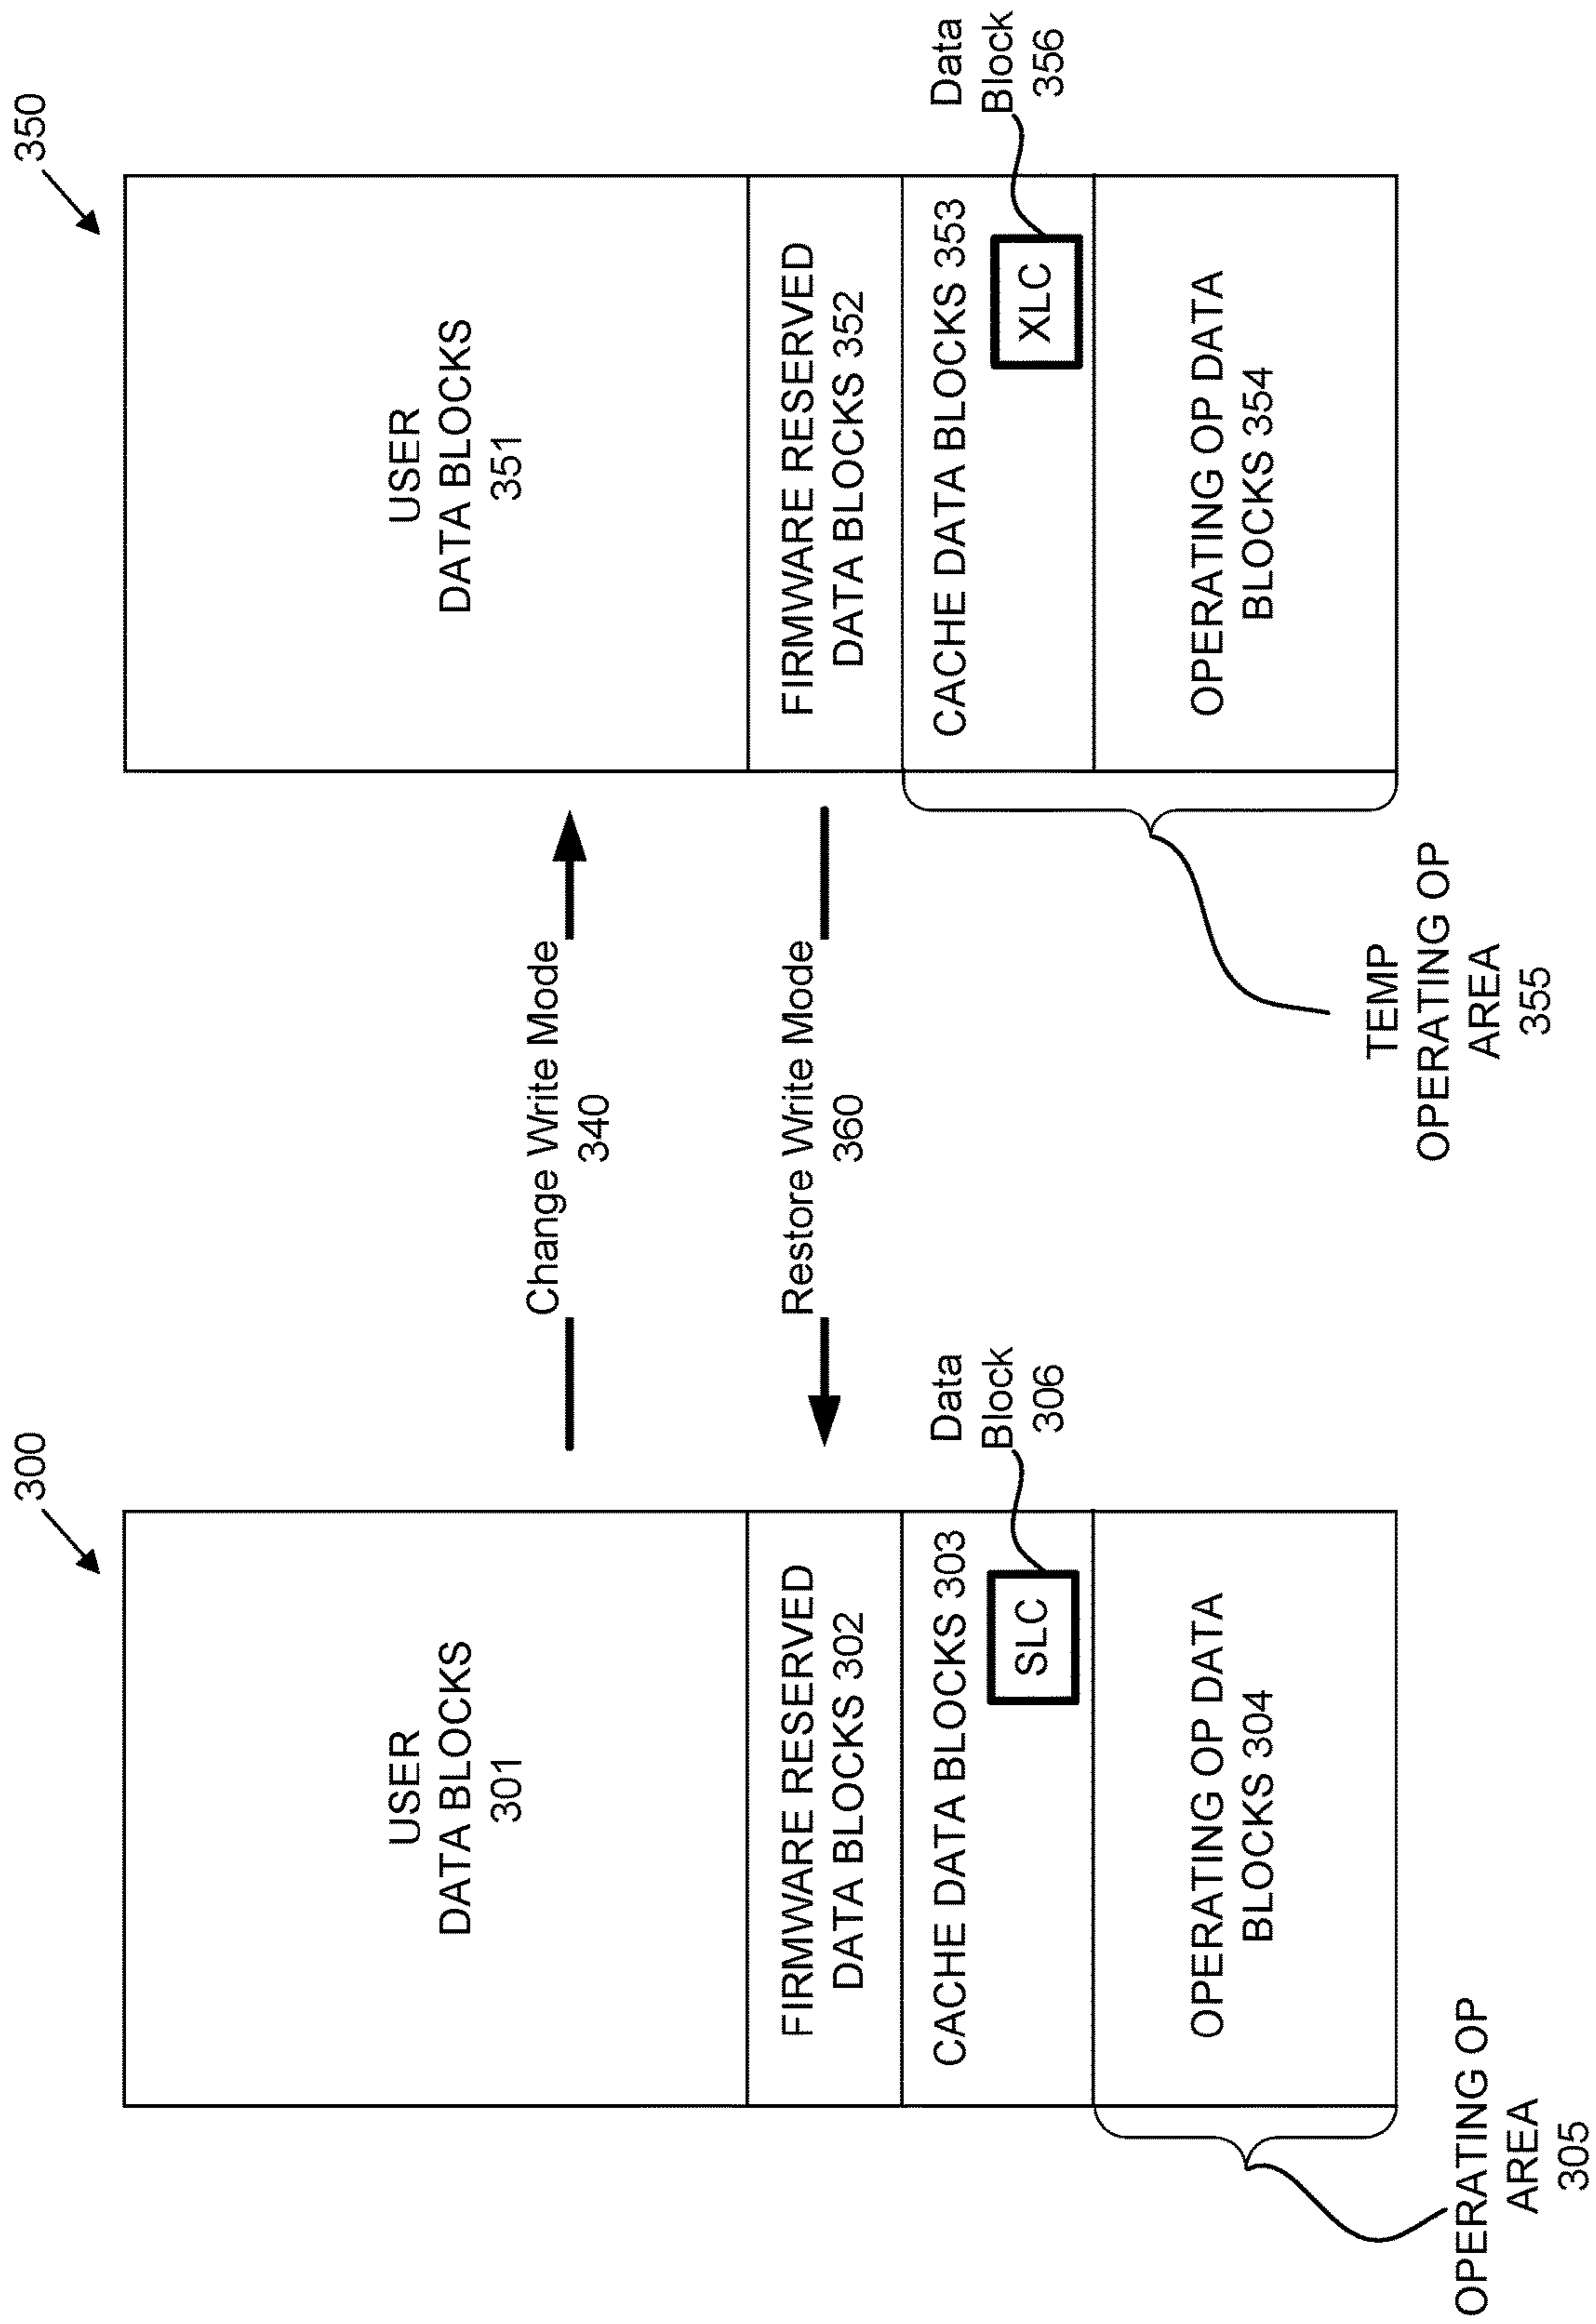 300
USER
DATA BLOCKS
301
FIRMWARE RESERVED
DATA BLOCKS 302
CACHE DATA BLOCKS 303
SLC
Data
Block
306
OPERATING OP DATA
BLOCKS 304
OPERATING OP
AREA
305
Change Write Mode
340
Restore Write Mode
360
350
USER
DATA BLOCKS
351
FIRMWARE RESERVED
DATA BLOCKS 352
CACHE DATA BLOCKS 353
XLC
Data
Block
356
OPERATING OP DATA
BLOCKS 354
TEMP
OPERATING OP
AREA
355